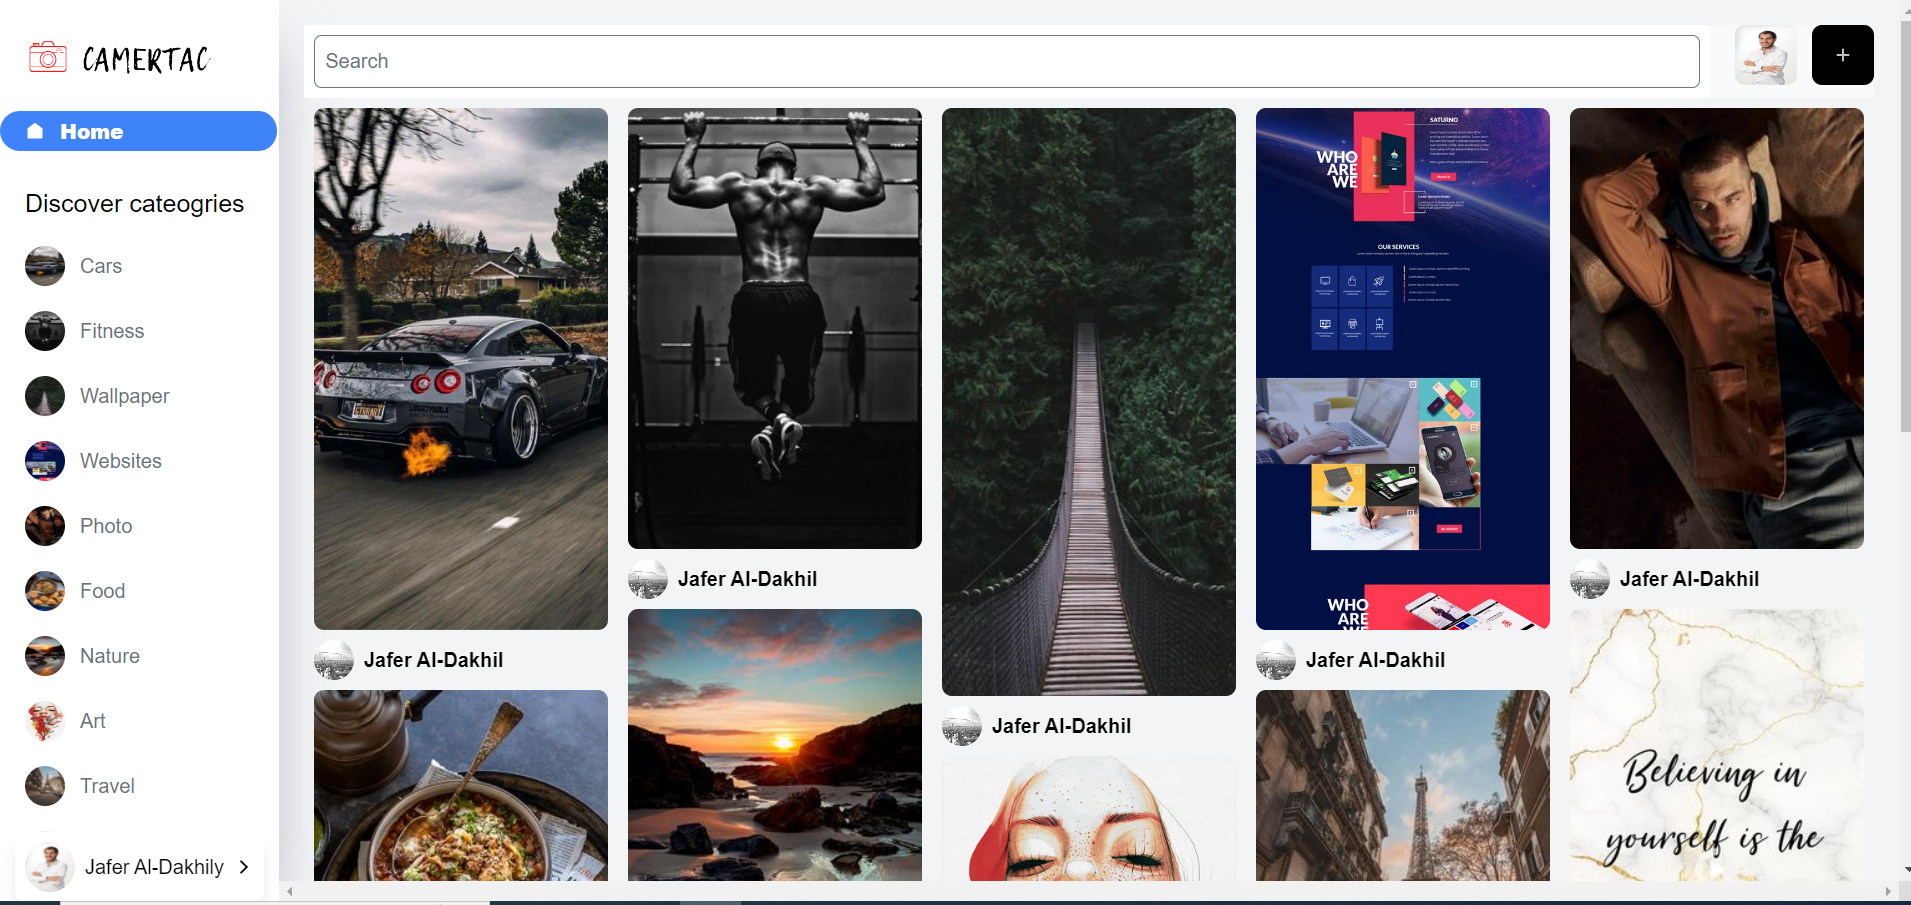 CAMERTAC
Search
+
Home
Discover cateogries
Cars
Fitness
Wallpaper
Websites
Photo
Food
Nature
Art
Travel
Jafer Al-Dakhily
LIBERTYWALK
Jafer Al-Dakhil
Jafer Al-Dakhil
Jafer Al-Dakhil
SATURNO
WHO
ARE
WE
OUR SERVICES
WHO
ARE
WE
Jafer Al-Dakhil
Jafer Al-Dakhil
Believing in
yourself is the